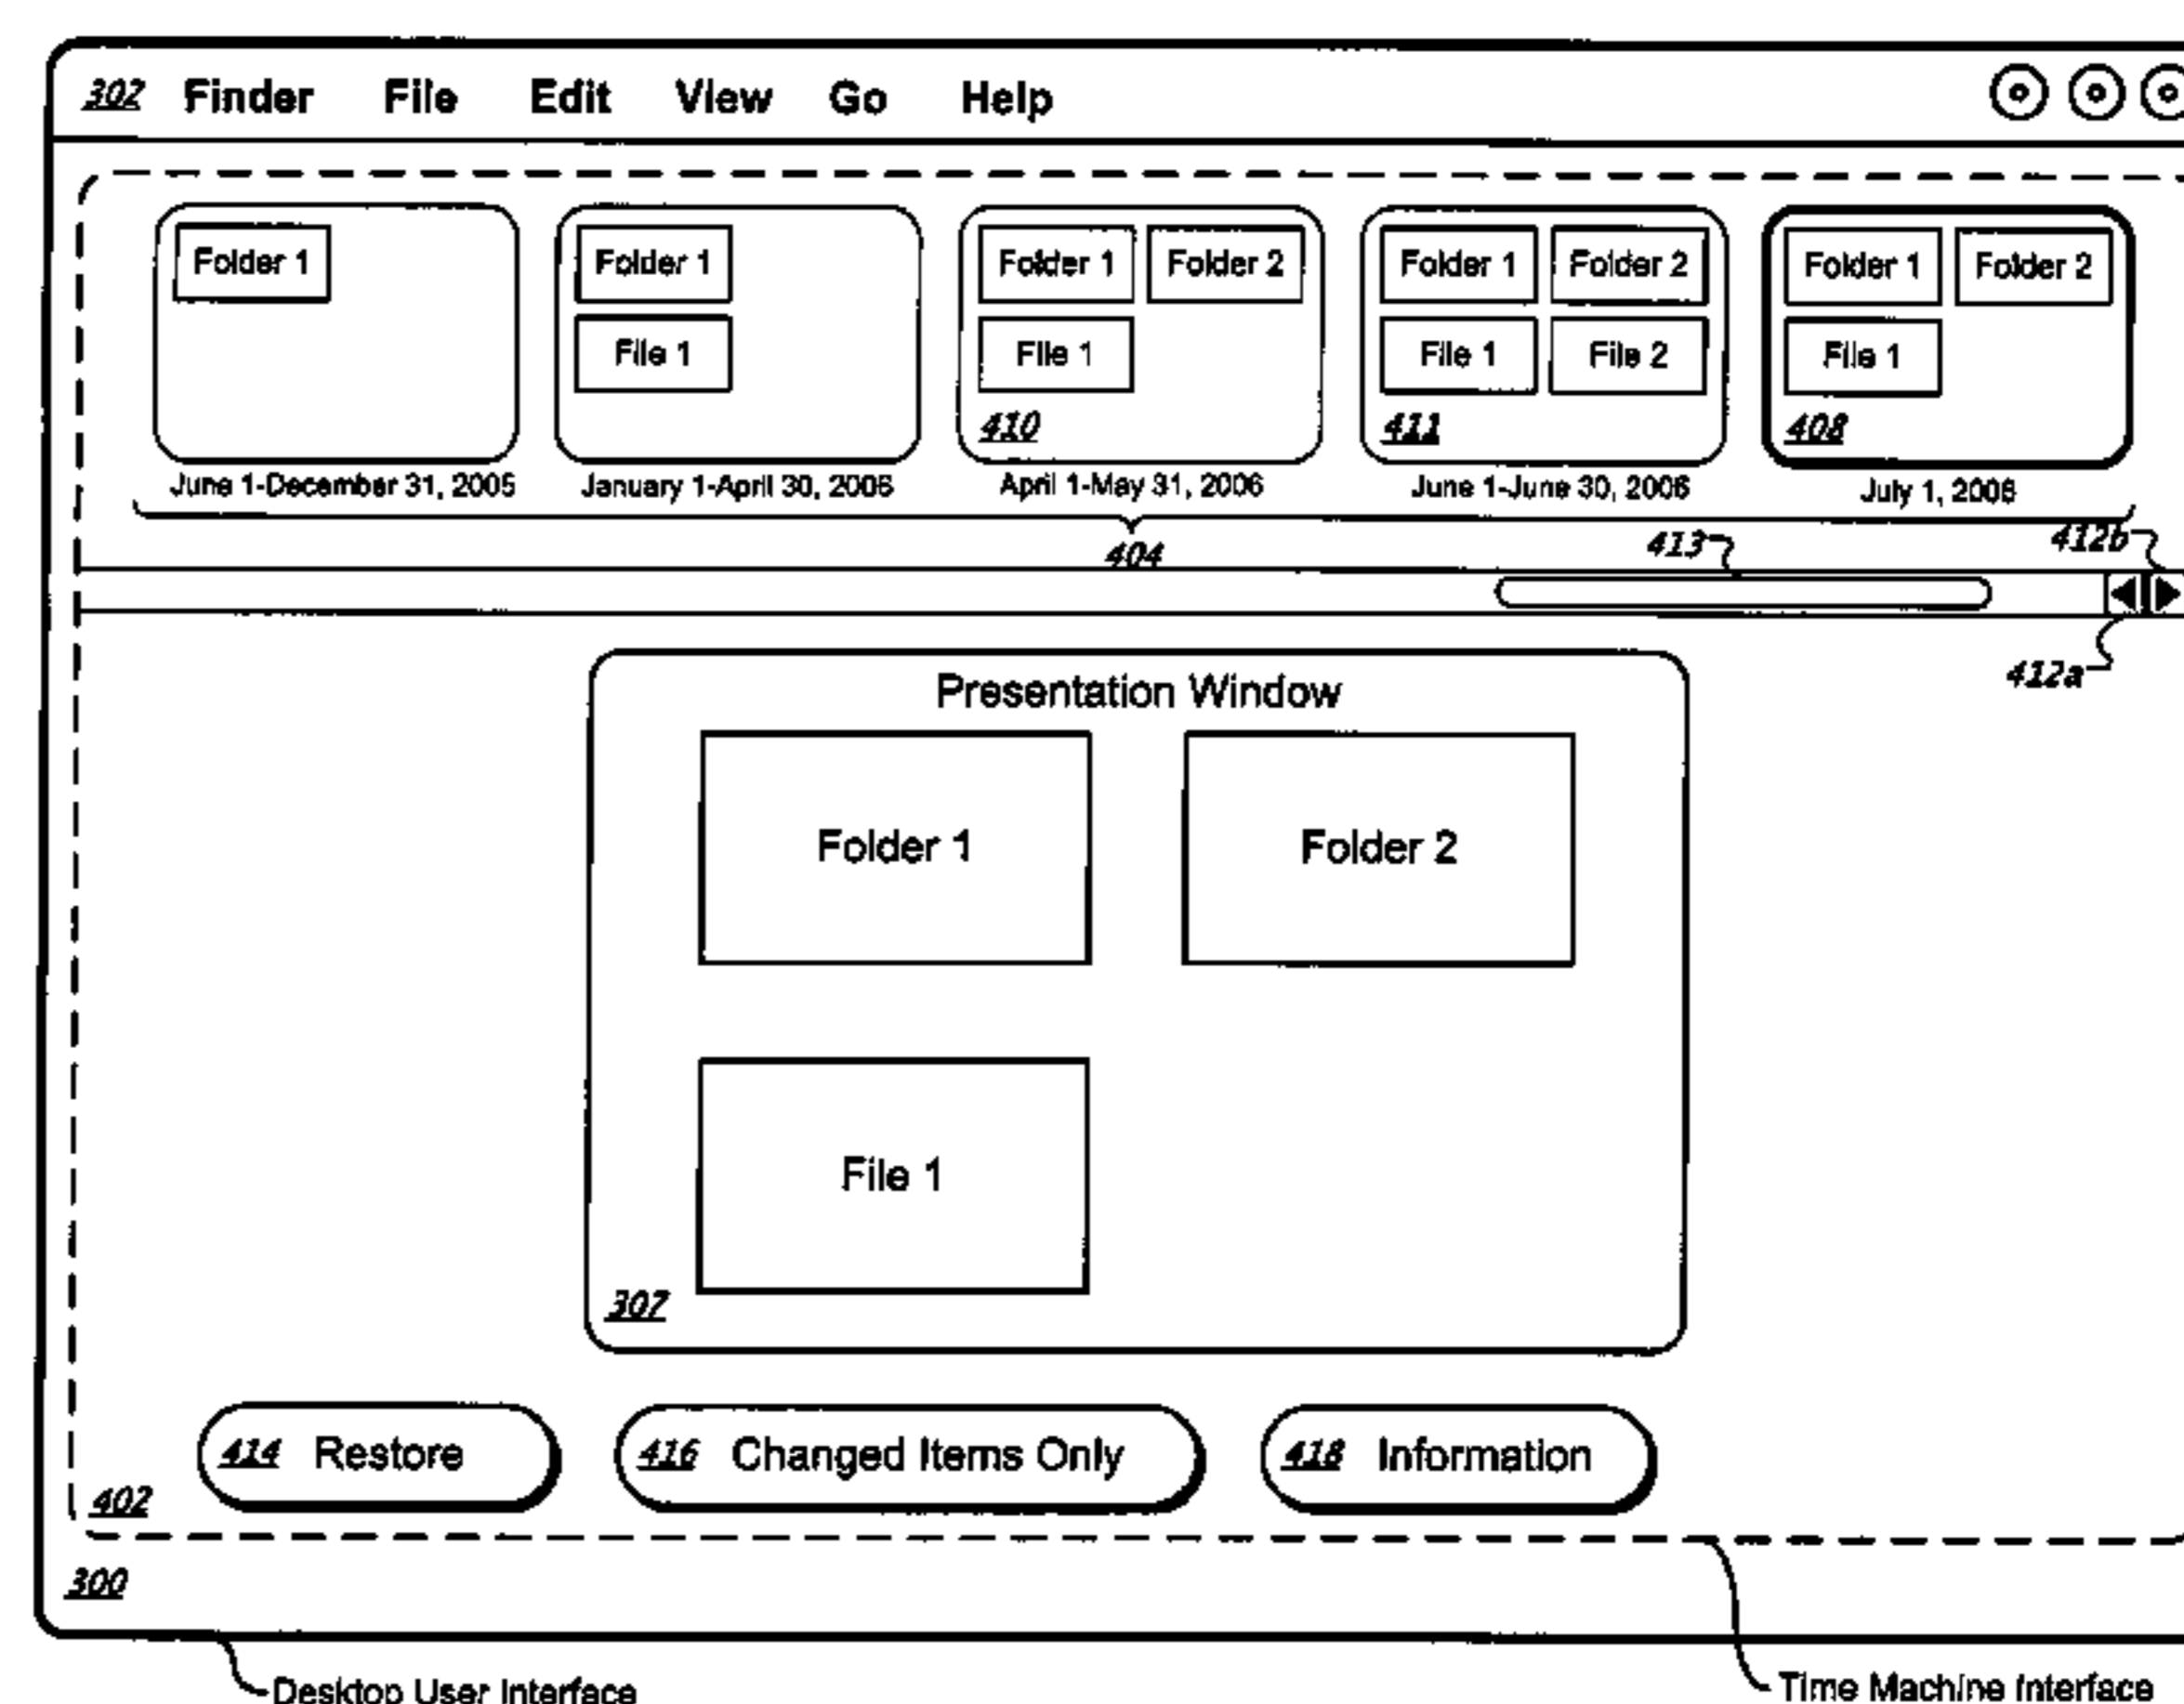 302 Finder File Edit View Go Help
Folder 1
Folder 1
File 1
Folder 1 Folder 2
File 1
410
Folder 1 Folder 2
File 1 File 2
411
Folder 1 Folder 2
File 1
408
June 1-December 31, 2005
January 1-April 30, 2006
April 1-May 31, 2006
June 1-June 30, 2006
July 1, 2006
404
413
412b
412a
Presentation Window
Folder 1 Folder 2
File 1
307
414 Restore
416 Changed Items Only
418 Information
402
300
Desktop User Interface
Time Machine Interface